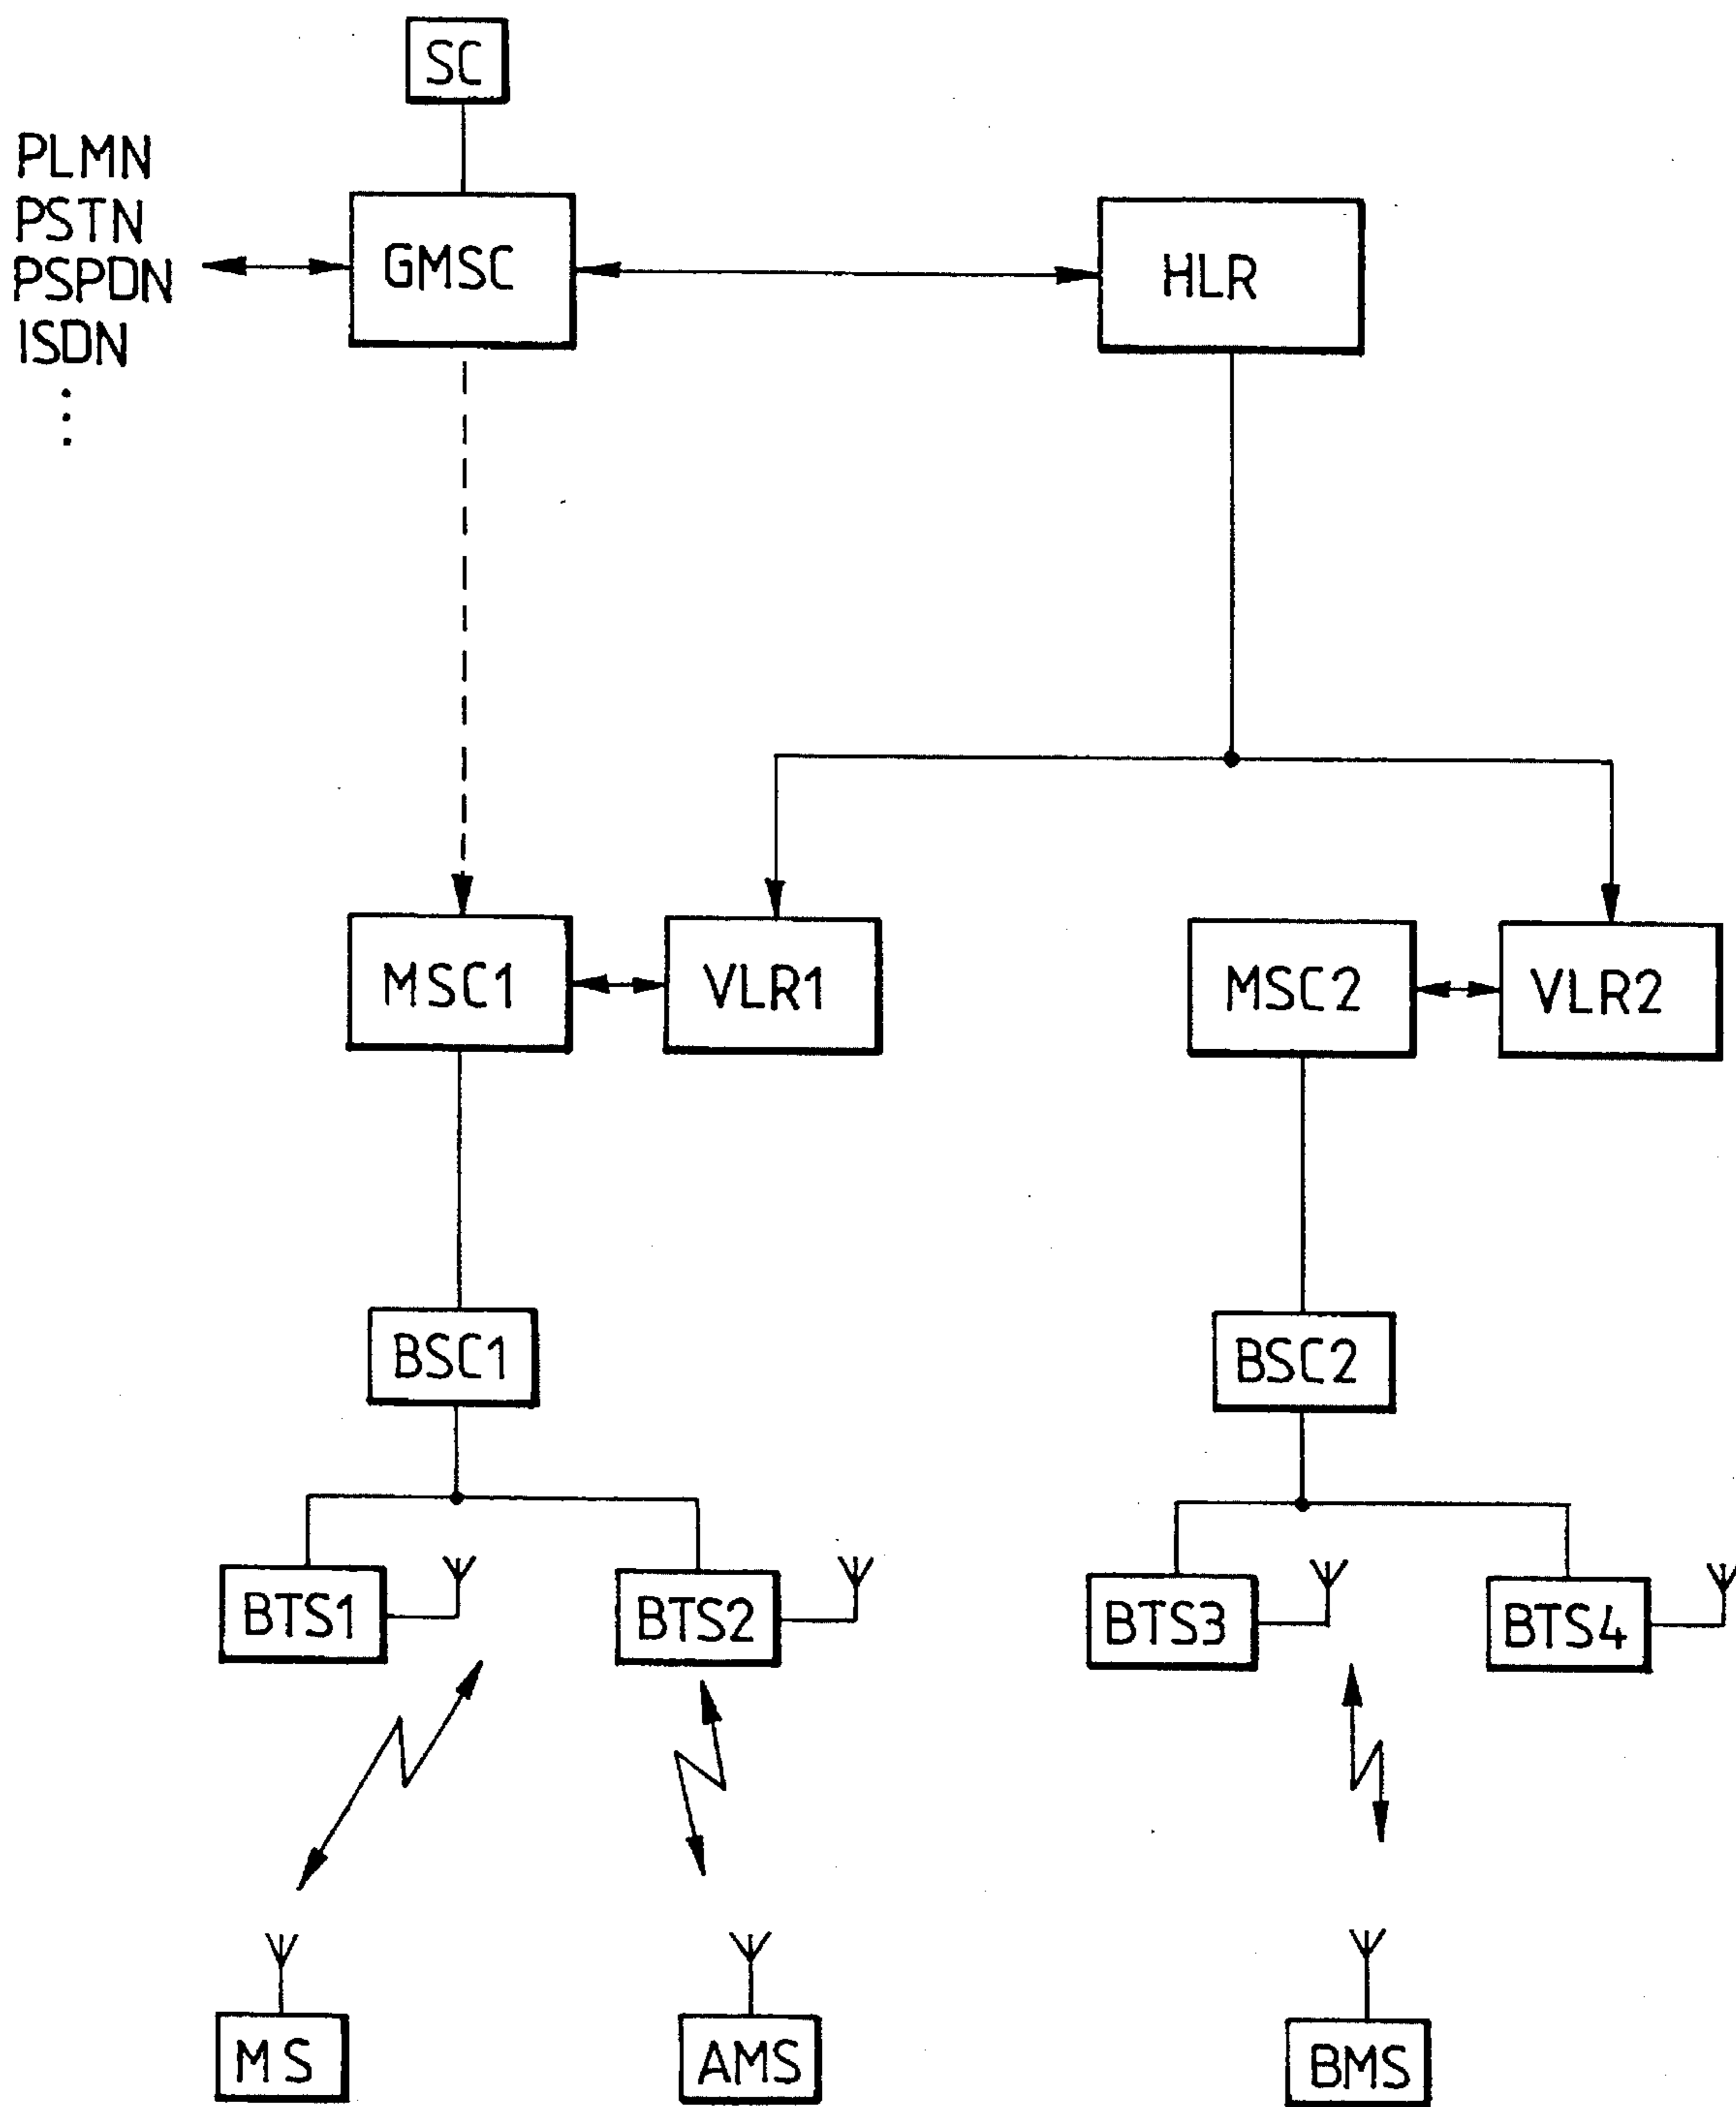 SC
PLMN
PSTN
PSPDN
ISDN
⋮
GMSC
HLR
MSC1
VLR1
MSC2
VLR2
BSC1
BSC2
BTS1
BTS2
BTS3
BTS4
MS
AMS
BMS